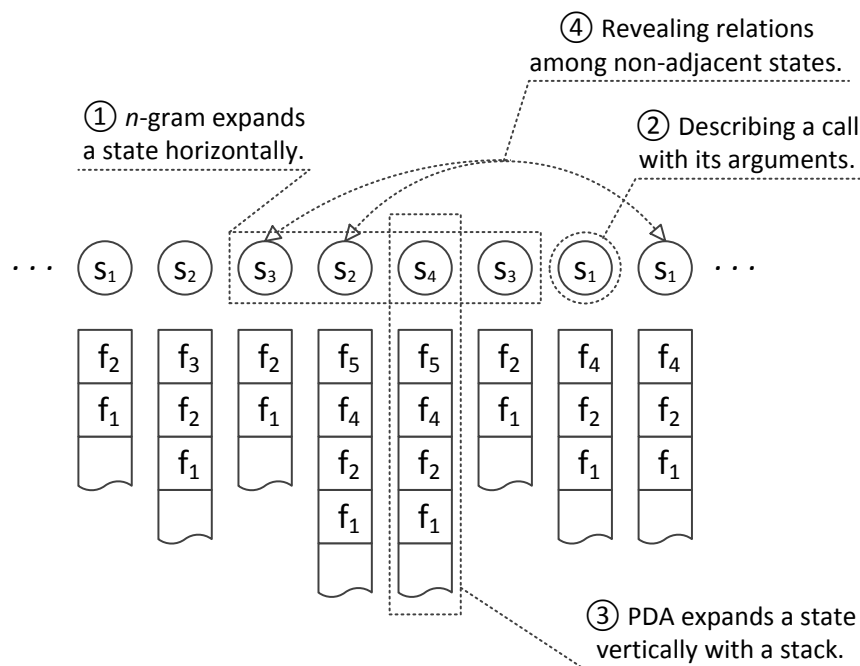 ④ Revealing relations
among non-adjacent states.
① n-gram expands
a state horizontally.
② Describing a call
with its arguments.
· · · s₁ s₂ s₃ s₂ s₄ s₃ s₁ s₁ · · ·
f₂ f₃ f₂ f₅ f₅ f₂ f₄ f₄
f₁ f₂ f₁ f₄ f₄ f₁ f₂ f₂
f₁ f₂ f₂ f₁ f₁
f₁ f₁
③ PDA expands a state
vertically with a stack.